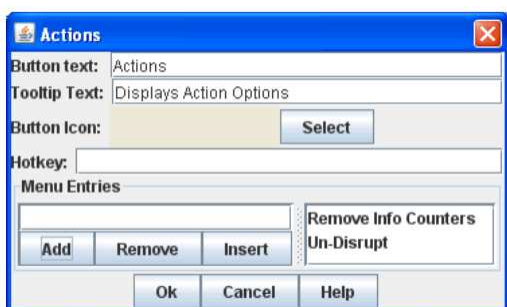 Actions
Button text: Actions
Tooltip Text: Displays Action Options
Button Icon: Select
Hotkey:
Menu Entries
Remove Info Counters
Un-Disrupt
Add Remove Insert
Ok Cancel Help